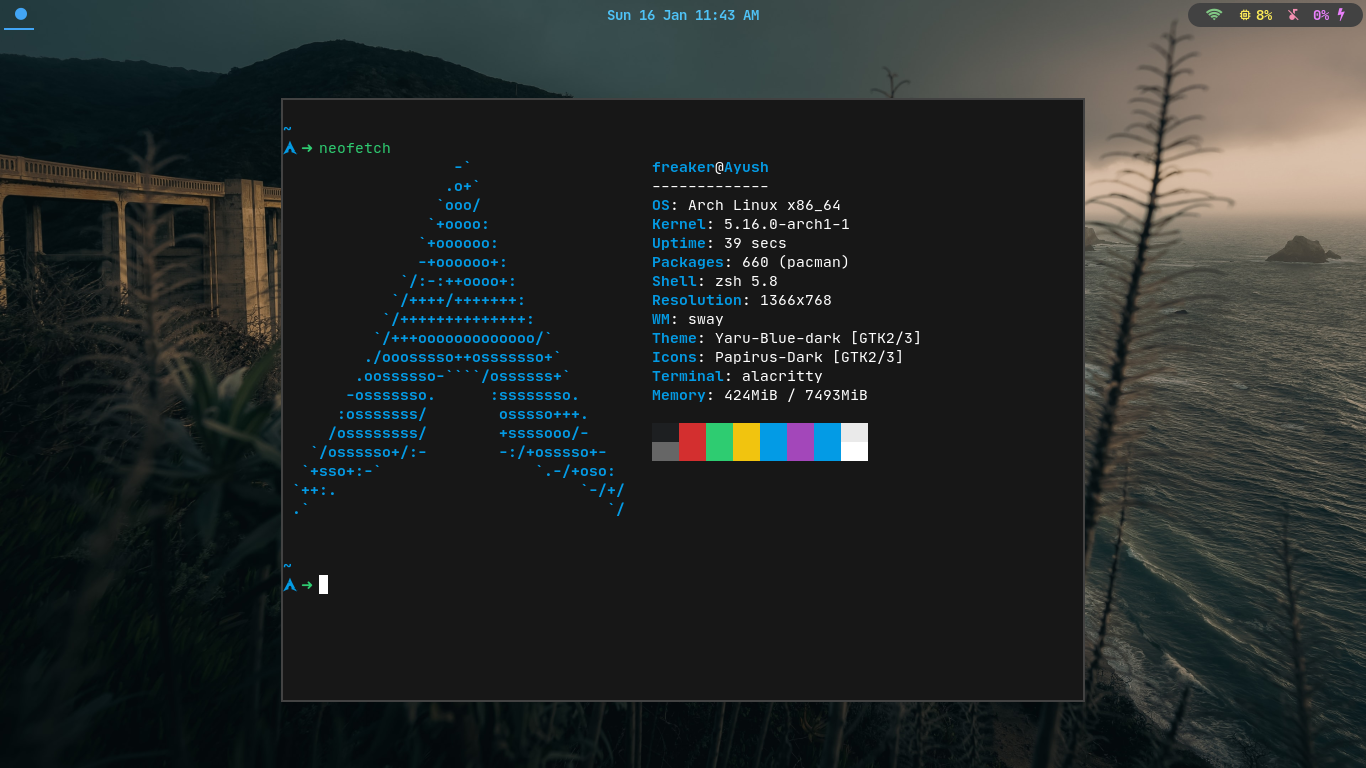 Sun 16 Jan 11:43 AM
8%
0%
~
➜ neofetch
-`
.o+`
`ooo/
`+oooo:
`+oooooo:
-+oooooo+:
`/:-:++oooo+:
`/++++/+++++++:
`/++++++++++++++:
`/+++ooooooooooooo/`
./ooosssso++osssssso+`
.oossssso-````/ossssss+`
-osssssso.      :ssssssso.
:osssssss/        osssso+++.
/ossssssss/        +ssssooo/-
`/ossssso+/:-        -:/+osssso+-
`+sso+:-`                 `.-/+oso:
`++:.                           `-/+/
.`                                 `/
freaker@Ayush
-------------
OS: Arch Linux x86_64
Kernel: 5.16.0-arch1-1
Uptime: 39 secs
Packages: 660 (pacman)
Shell: zsh 5.8
Resolution: 1366x768
WM: sway
Theme: Yaru-Blue-dark [GTK2/3]
Icons: Papirus-Dark [GTK2/3]
Terminal: alacritty
Memory: 424MiB / 7493MiB
~
➜